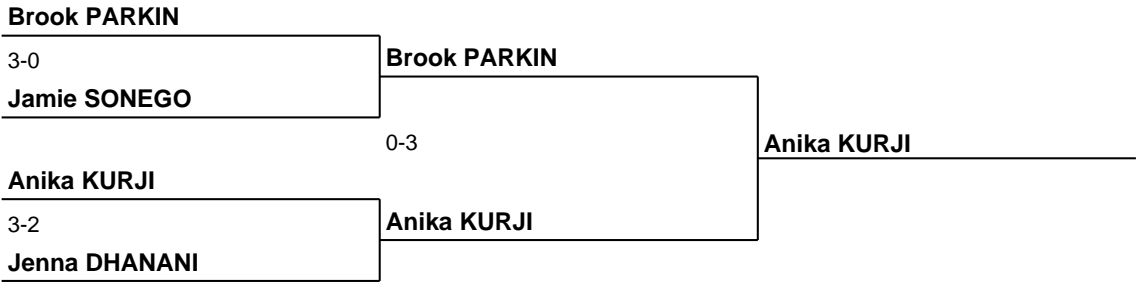 Brook PARKIN
3-0
Brook PARKIN
Jamie SONEGO
0-3
Anika KURJI
Anika KURJI
3-2
Anika KURJI
Jenna DHANANI